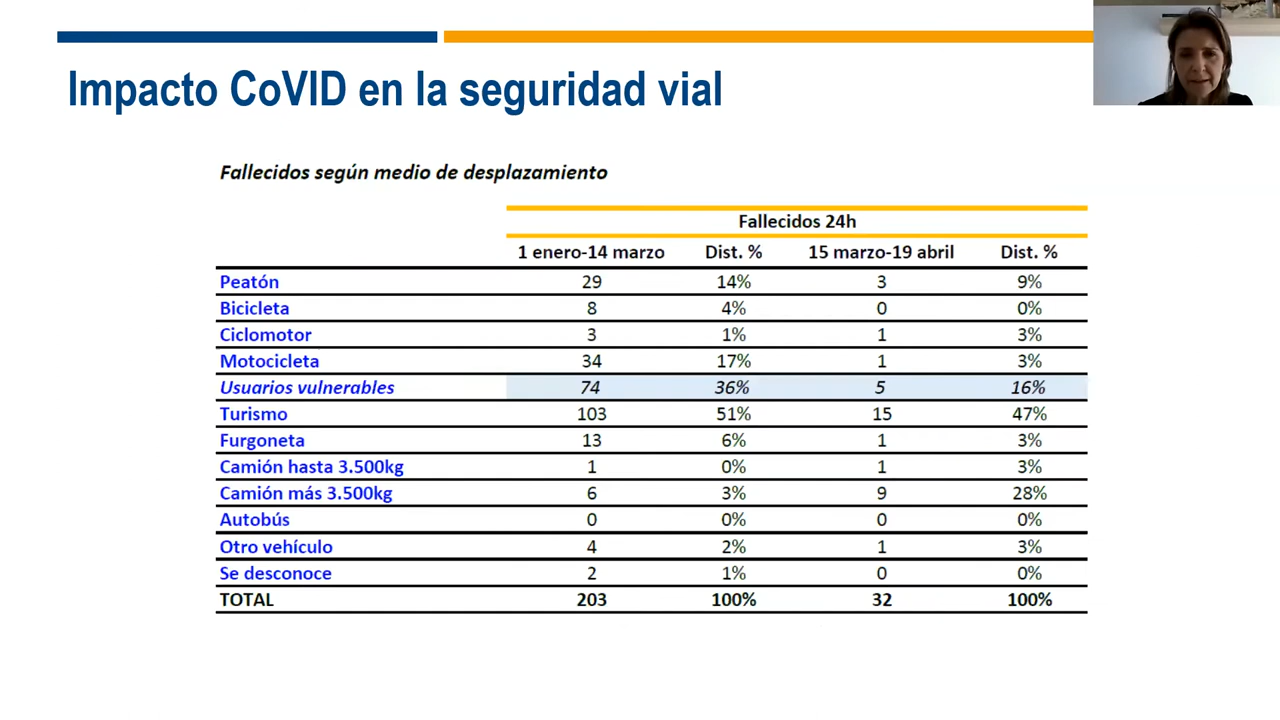 Impacto CoVID en la seguridad vial
Fallecidos según medio de desplazamiento
Fallecidos 24h
1 enero-14 marzo Dist. % 15 marzo-19 abril Dist. %
Peatón 29 14% 3 9%
Bicicleta 8 4% 0 0%
Ciclomotor 3 1% 1 3%
Motocicleta 34 17% 1 3%
Usuarios vulnerables 74 36% 5 16%
Turismo 103 51% 15 47%
Furgoneta 13 6% 1 3%
Camión hasta 3.500kg 1 0% 1 3%
Camión más 3.500kg 6 3% 9 28%
Autobús 0 0% 0 0%
Otro vehículo 4 2% 1 3%
Se desconoce 2 1% 0 0%
TOTAL 203 100% 32 100%